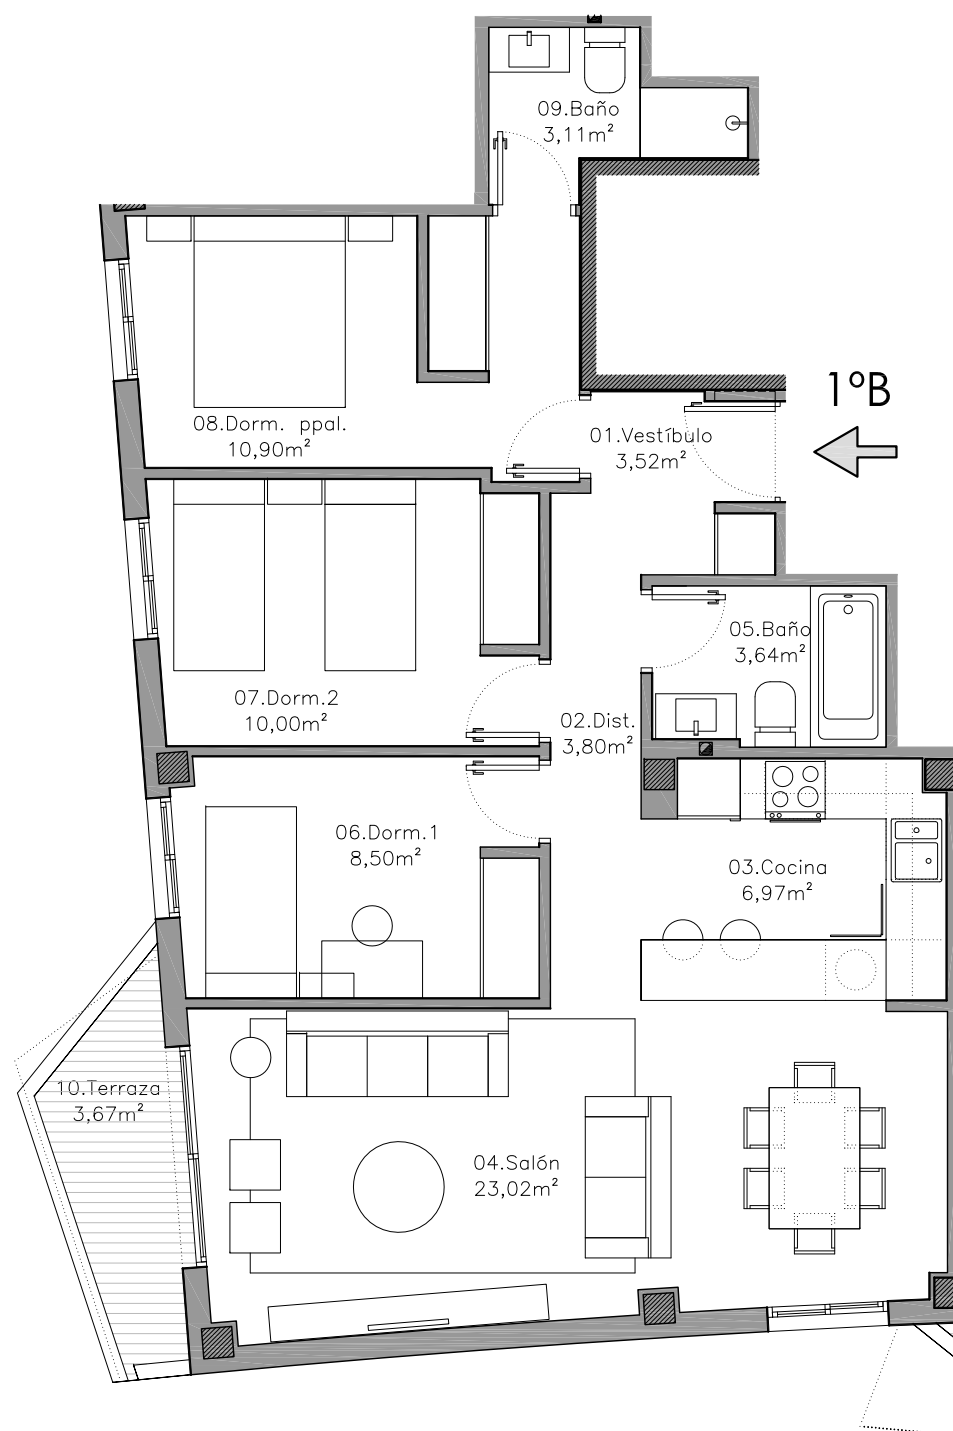 09.Baño
3,11m²
1ºB
08.Dorm. ppal.
10,90m²
01.Vestíbulo
3,52m²
05.Baño
3,64m²
07.Dorm.2
10,00m²
02.Dist.
3,80m²
06.Dorm.1
8,50m²
03.Cocina
6,97m²
10.Terraza
3,67m²
04.Salón
23,02m²